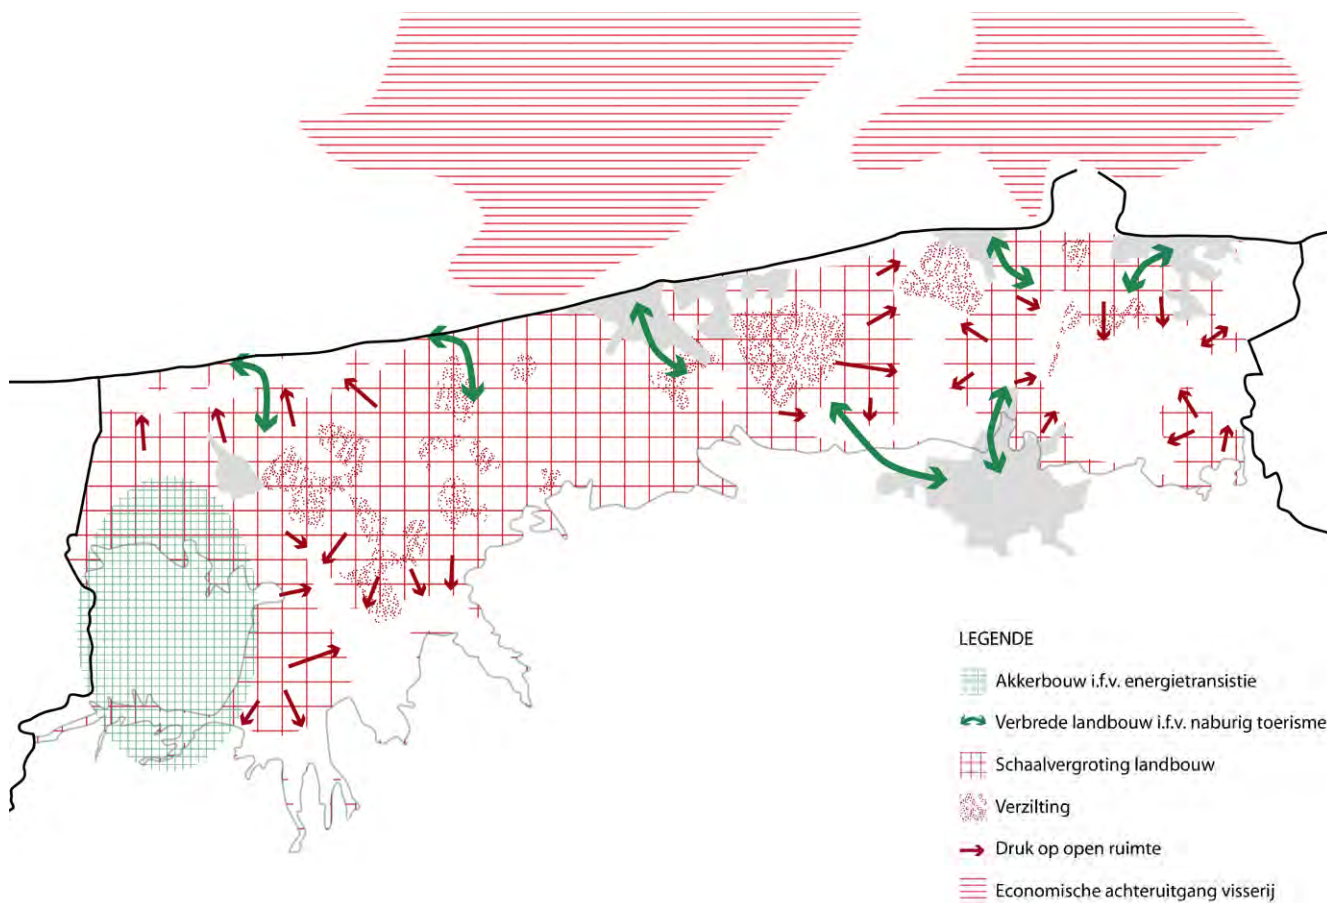 LEGENDE
Akkerbouw i.f.v. energietransistie
Verbrede landbouw i.f.v. naburig toerisme
Schaalvergroting landbouw
Verzilting
Druk op open ruimte
Economische achteruitgang visserij